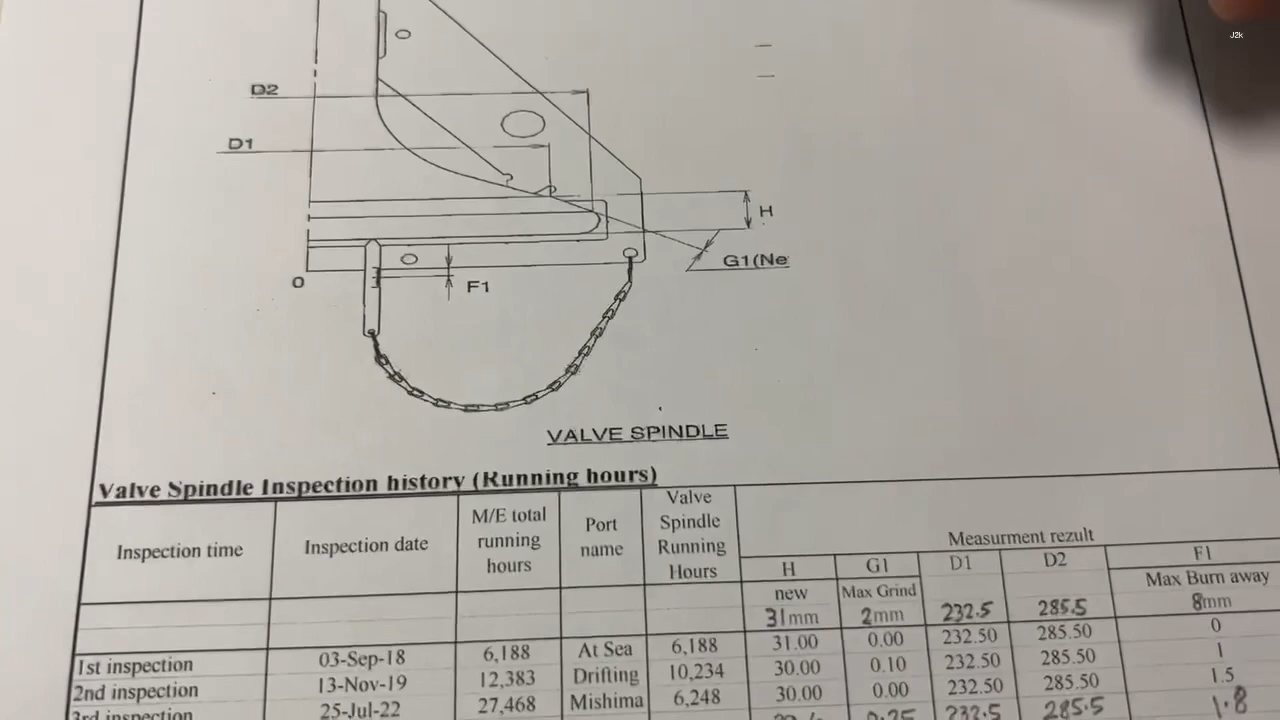 J2k
D2
D1
H
G1(Ne
O
F1
VALVE SPINDLE
Valve Spindle Inspection history (Running hours)
Inspection time
Inspection date
M/E total running hours
Port name
Valve Spindle Running Hours
Measurment rezult
H
G1
D1
D2
F1
new
Max Grind
Max Burn away
31mm
2mm
232.5
285.5
8mm
1st inspection 03-Sep-18 6,188 At Sea 6,188 31.00 0.00 232.50 285.50 0
2nd inspection 13-Nov-19 12,383 Drifting 10,234 30.00 0.10 232.50 285.50 1
3rd inspection 25-Jul-22 27,468 Mishima 6,248 30.00 0.00 232.50 285.50 1.5
0.25 232.5 285.5 1.8